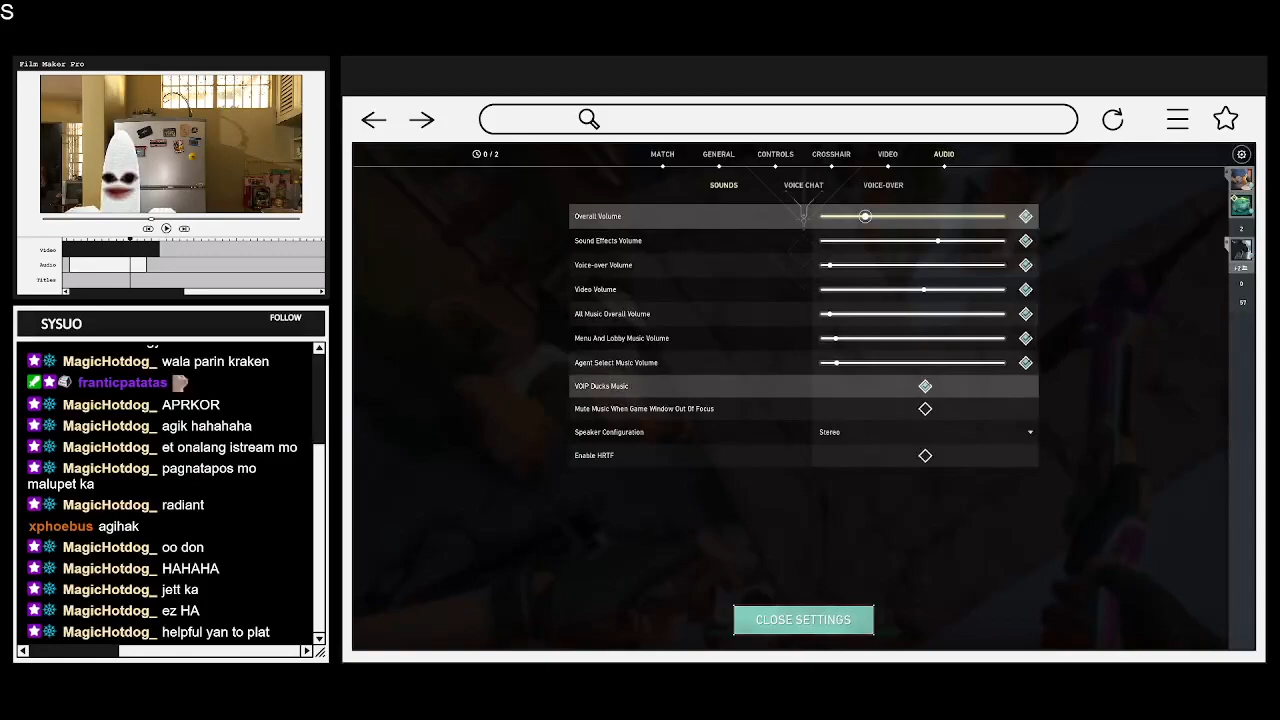 S
Film Maker Pro
Video
Audio
Titles
SYSUO
FOLLOW
MagicHotdog_ wala parin kraken
franticpatatas
MagicHotdog_ APRKOR
MagicHotdog_ agik hahahaha
MagicHotdog_ et onalang istream mo
MagicHotdog_ pagnatapos mo
malupet ka
MagicHotdog_ radiant
xphoebus agihak
MagicHotdog_ oo don
MagicHotdog_ HAHAHA
MagicHotdog_ jett ka
MagicHotdog_ ez HA
MagicHotdog_ helpful yan to plat
0 / 2
MATCH GENERAL CONTROLS CROSSHAIR VIDEO AUDIO
SOUNDS VOICE CHAT VOICE-OVER
Overall Volume
Sound Effects Volume
Voice-over Volume
Video Volume
All Music Overall Volume
Menu And Lobby Music Volume
Agent Select Music Volume
VOIP Ducks Music
Mute Music When Game Window Out Of Focus
Speaker Configuration Stereo
Enable HRTF
CLOSE SETTINGS
2
0
57